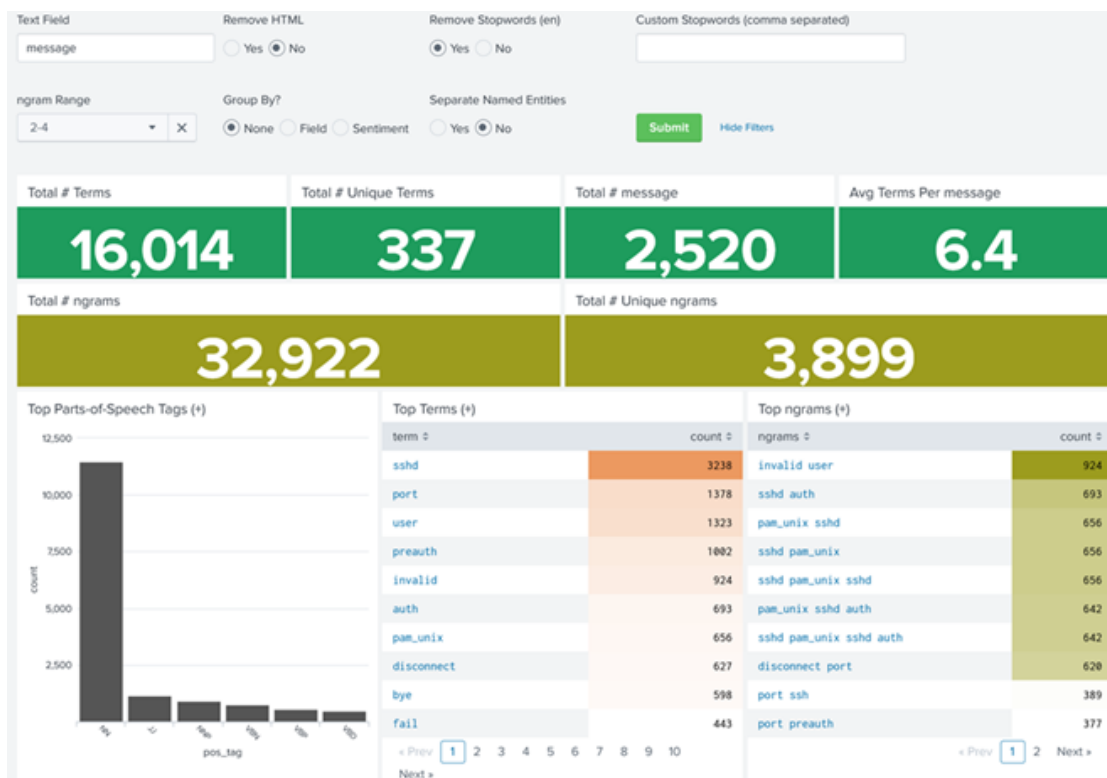 Text Field Remove HTML Remove Stopwords (en) Custom Stopwords (comma separated)
message Yes No Yes No
ngram Range Group By? Separate Named Entities
2-4 None Field Sentiment Yes No Submit Hide Filters
Total # Terms Total # Unique Terms Total # message Avg Terms Per message
16,014 337 2,520 6.4
Total # ngrams Total # Unique ngrams
32,922 3,899
Top Parts-of-Speech Tags (+)
12,500
10,000
7,500
5,000
2,500
count
NN JJ NNP VBN VBP VBD
pos_tag
Top Terms (+)
term count
sshd 3238
port 1378
user 1323
preauth 1002
invalid 924
auth 693
pam_unix 656
disconnect 627
bye 598
fail 443
« Prev 1 2 3 4 5 6 7 8 9 10
Next »
Top ngrams (+)
ngrams count
invalid user 924
sshd auth 693
pam_unix sshd 656
sshd pam_unix 656
sshd pam_unix sshd 656
pam_unix sshd auth 642
sshd pam_unix sshd auth 642
disconnect port 620
port ssh 389
port preauth 377
« Prev 1 2 Next »